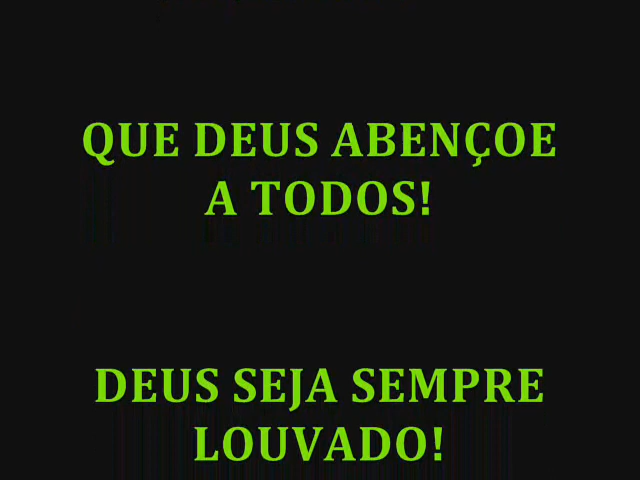 QUE DEUS ABENÇOE
A TODOS!
DEUS SEJA SEMPRE
LOUVADO!